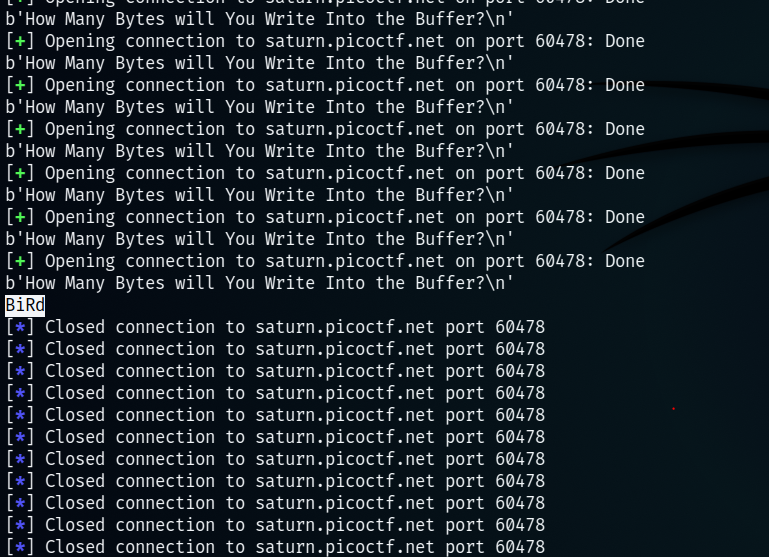 [+] Opening connection to saturn.picoctf.net on port 60478: Done
b'How Many Bytes will You Write Into the Buffer?\n'
[+] Opening connection to saturn.picoctf.net on port 60478: Done
b'How Many Bytes will You Write Into the Buffer?\n'
[+] Opening connection to saturn.picoctf.net on port 60478: Done
b'How Many Bytes will You Write Into the Buffer?\n'
[+] Opening connection to saturn.picoctf.net on port 60478: Done
b'How Many Bytes will You Write Into the Buffer?\n'
[+] Opening connection to saturn.picoctf.net on port 60478: Done
b'How Many Bytes will You Write Into the Buffer?\n'
[+] Opening connection to saturn.picoctf.net on port 60478: Done
b'How Many Bytes will You Write Into the Buffer?\n'
[+] Opening connection to saturn.picoctf.net on port 60478: Done
b'How Many Bytes will You Write Into the Buffer?\n'
BiRd
[*] Closed connection to saturn.picoctf.net port 60478
[*] Closed connection to saturn.picoctf.net port 60478
[*] Closed connection to saturn.picoctf.net port 60478
[*] Closed connection to saturn.picoctf.net port 60478
[*] Closed connection to saturn.picoctf.net port 60478
[*] Closed connection to saturn.picoctf.net port 60478
[*] Closed connection to saturn.picoctf.net port 60478
[*] Closed connection to saturn.picoctf.net port 60478
[*] Closed connection to saturn.picoctf.net port 60478
[*] Closed connection to saturn.picoctf.net port 60478
[*] Closed connection to saturn.picoctf.net port 60478